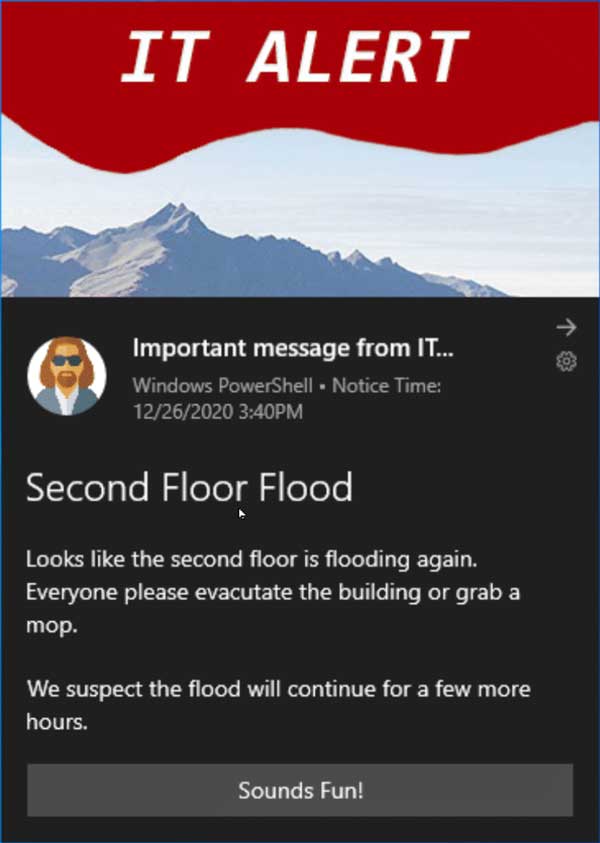 IT ALERT
Important message from IT...
Windows PowerShell • Notice Time:
12/26/2020 3:40PM
Second Floor Flood
Looks like the second floor is flooding again.
Everyone please evacutate the building or grab a
mop.
We suspect the flood will continue for a few more
hours.
Sounds Fun!